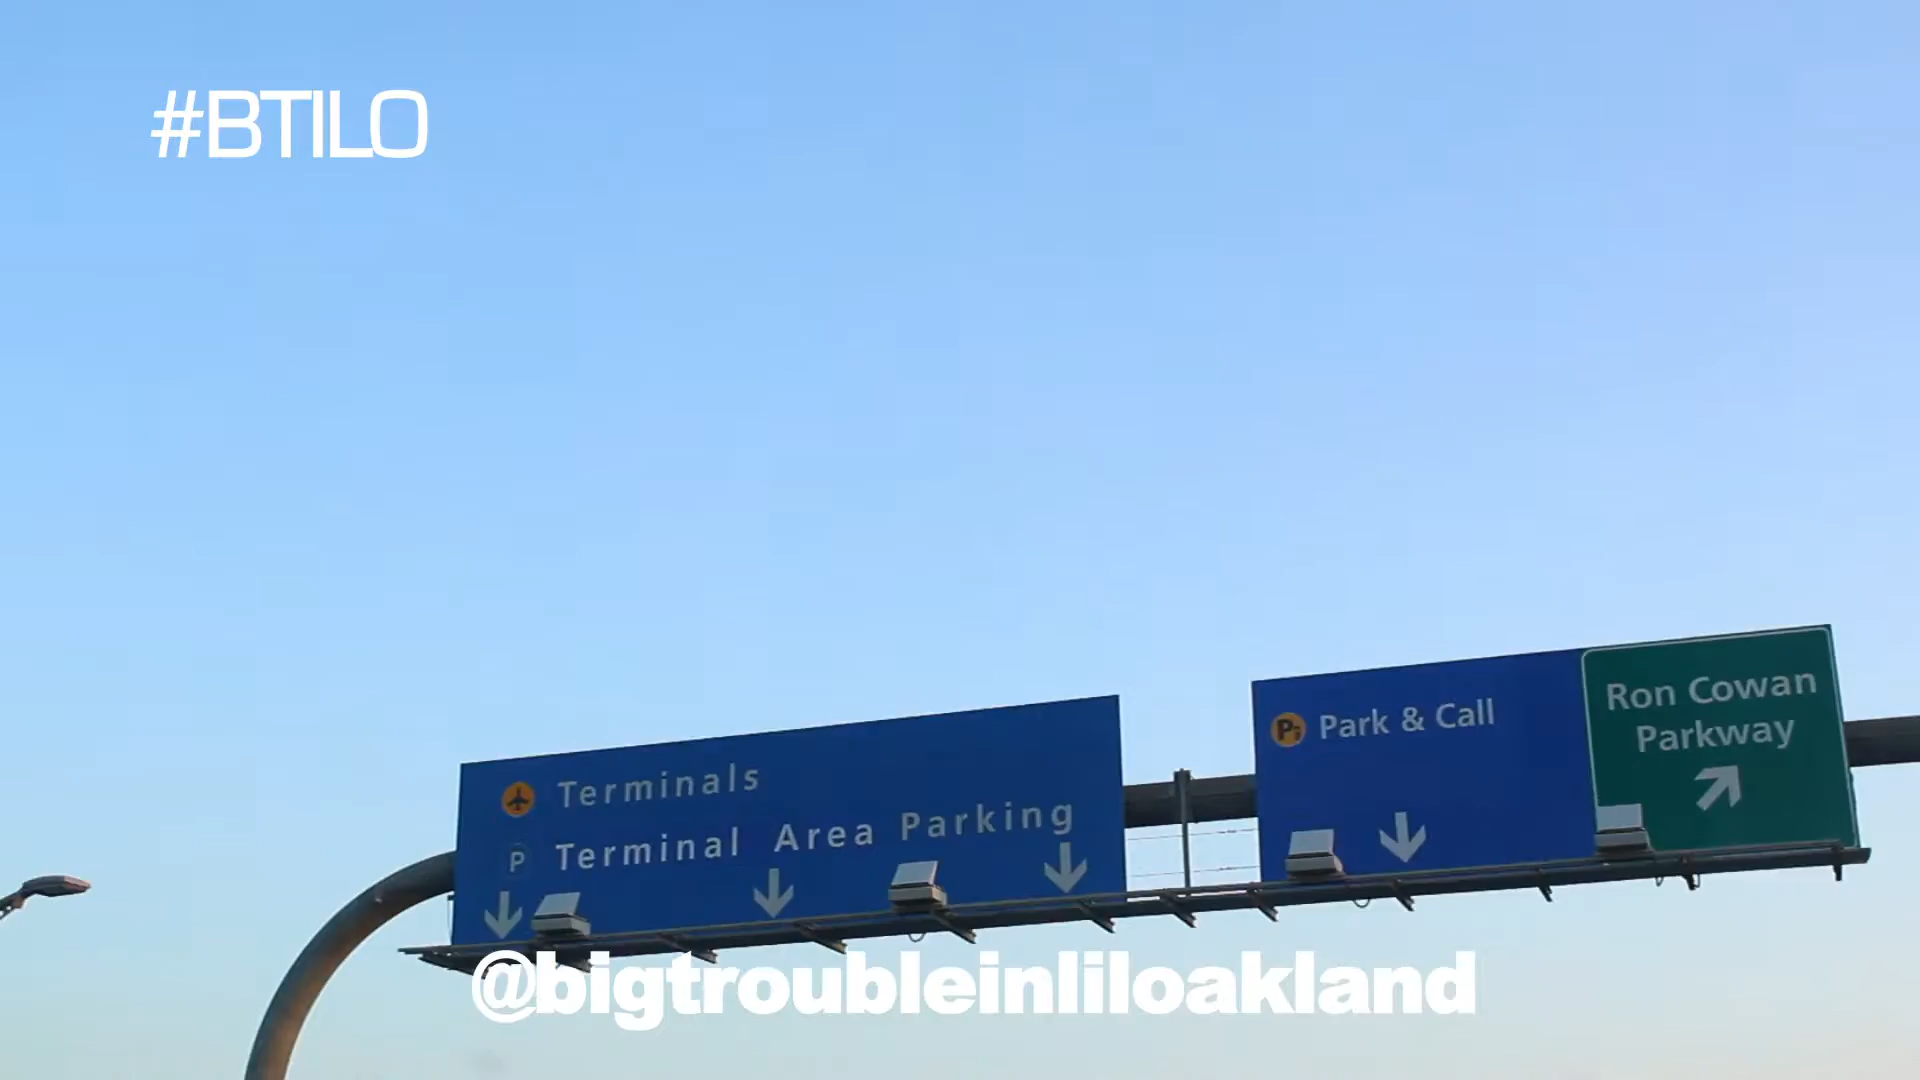 #BTILO
Terminals
P Terminal Area Parking
P Park & Call
Ron Cowan
Parkway
@bigtroubleinliloakland